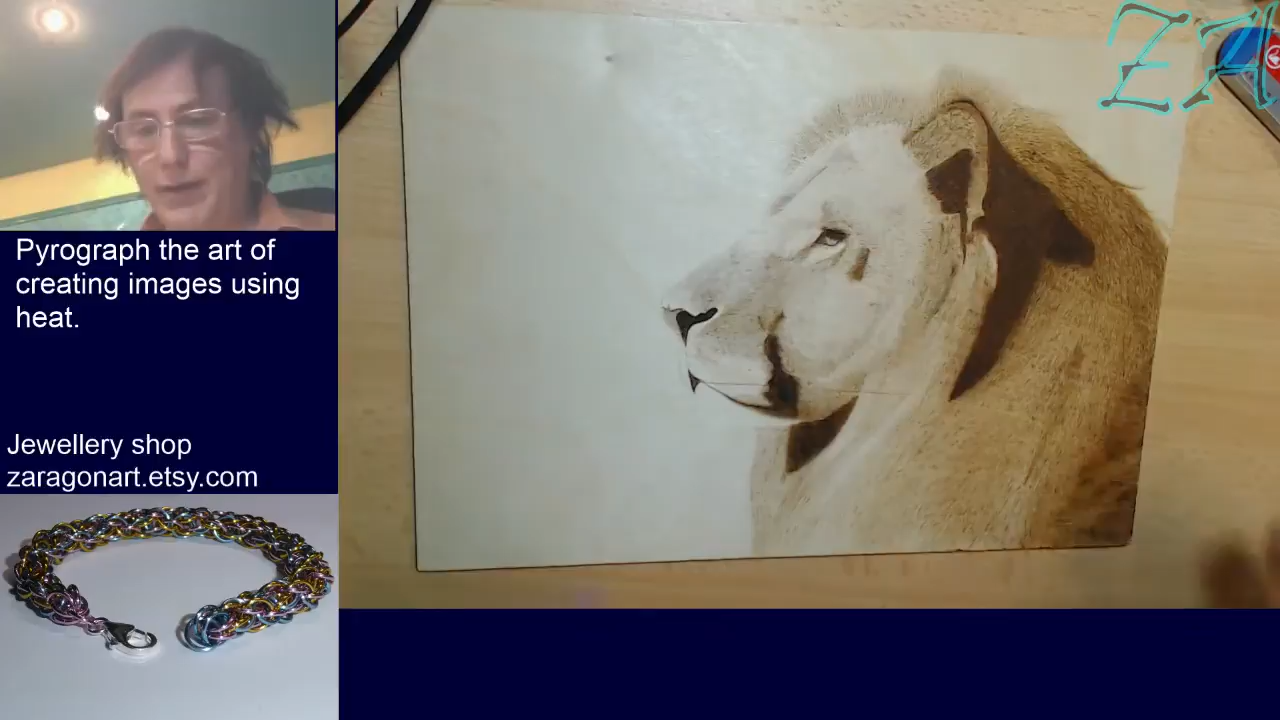 ZA
Pyrograph the art of
creating images using
heat.
Jewellery shop
zaragonart.etsy.com